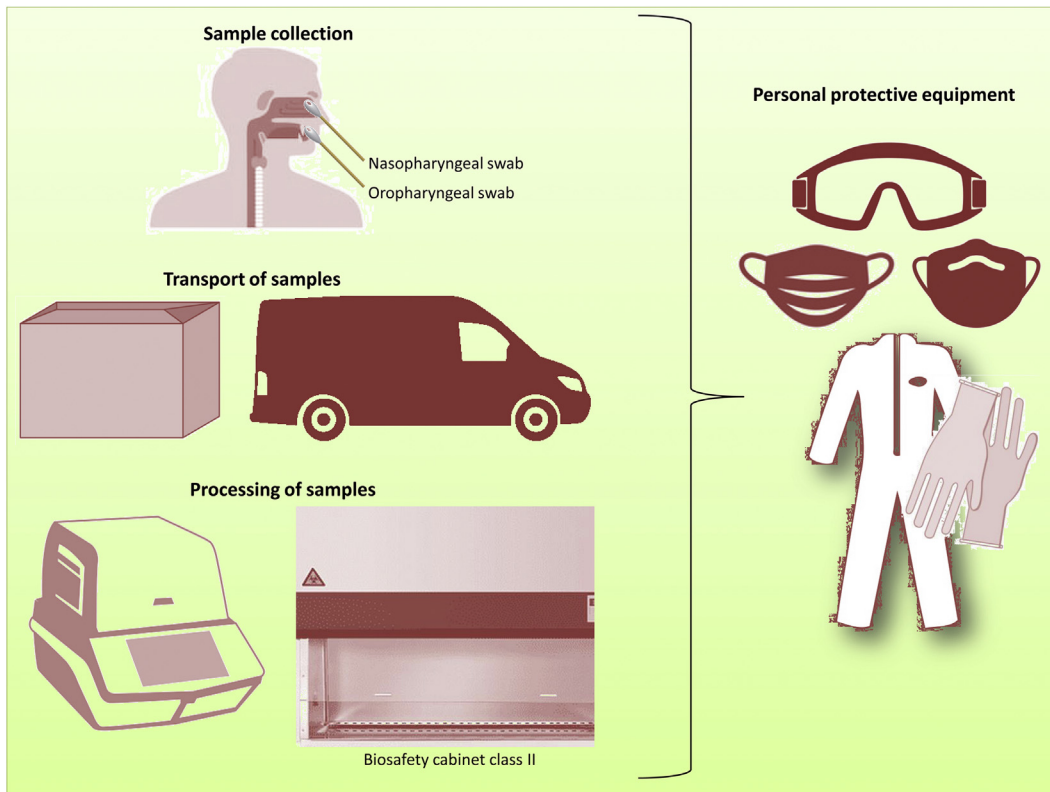 Sample collection
Nasopharyngeal swab
Oropharyngeal swab
Transport of samples
Processing of samples
Biosafety cabinet class II
Personal protective equipment